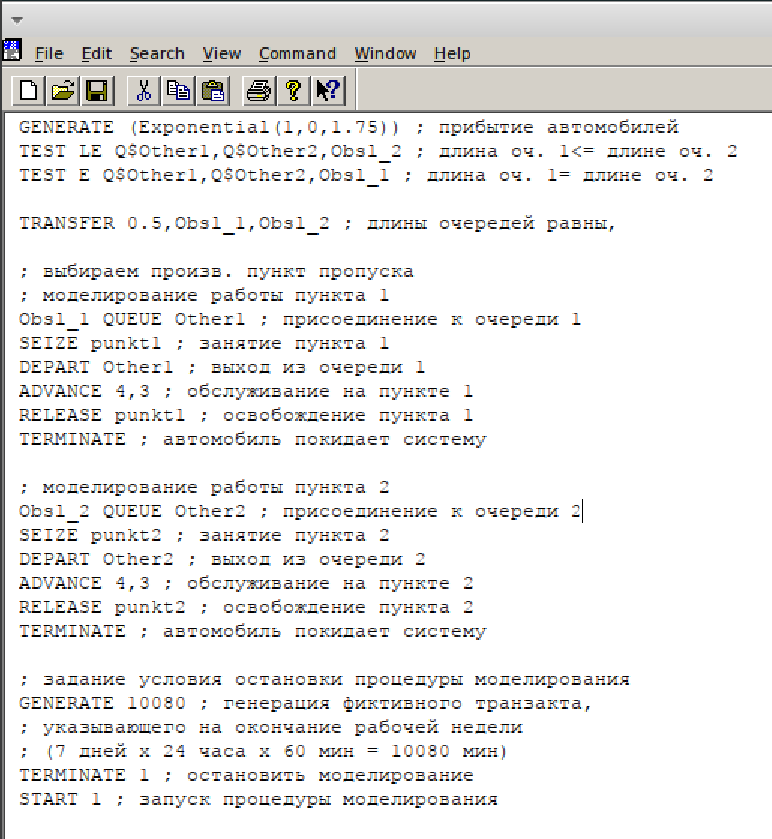 File Edit Search View Command Window Help
GENERATE (Exponential(1,0,1.75)) ; прибытие автомобилей
TEST LE Q$Other1,Q$Other2,Obsl_2 ; длина оч. 1<= длине оч. 2
TEST E Q$Other1,Q$Other2,Obsl_1 ; длина оч. 1= длине оч. 2
TRANSFER 0.5,Obsl_1,Obsl_2 ; длины очередей равны,
; выбираем произв. пункт пропуска
; моделирование работы пункта 1
Obsl_1 QUEUE Other1 ; присоединение к очереди 1
SEIZE punkt1 ; занятие пункта 1
DEPART Other1 ; выход из очереди 1
ADVANCE 4,3 ; обслуживание на пункте 1
RELEASE punkt1 ; освобождение пункта 1
TERMINATE ; автомобиль покидает систему
; моделирование работы пункта 2
Obsl_2 QUEUE Other2 ; присоединение к очереди 2
SEIZE punkt2 ; занятие пункта 2
DEPART Other2 ; выход из очереди 2
ADVANCE 4,3 ; обслуживание на пункте 2
RELEASE punkt2 ; освобождение пункта 2
TERMINATE ; автомобиль покидает систему
; задание условия остановки процедуры моделирования
GENERATE 10080 ; генерация фиктивного транзакта,
; указывающего на окончание рабочей недели
; (7 дней x 24 часа x 60 мин = 10080 мин)
TERMINATE 1 ; остановить моделирование
START 1 ; запуск процедуры моделирования